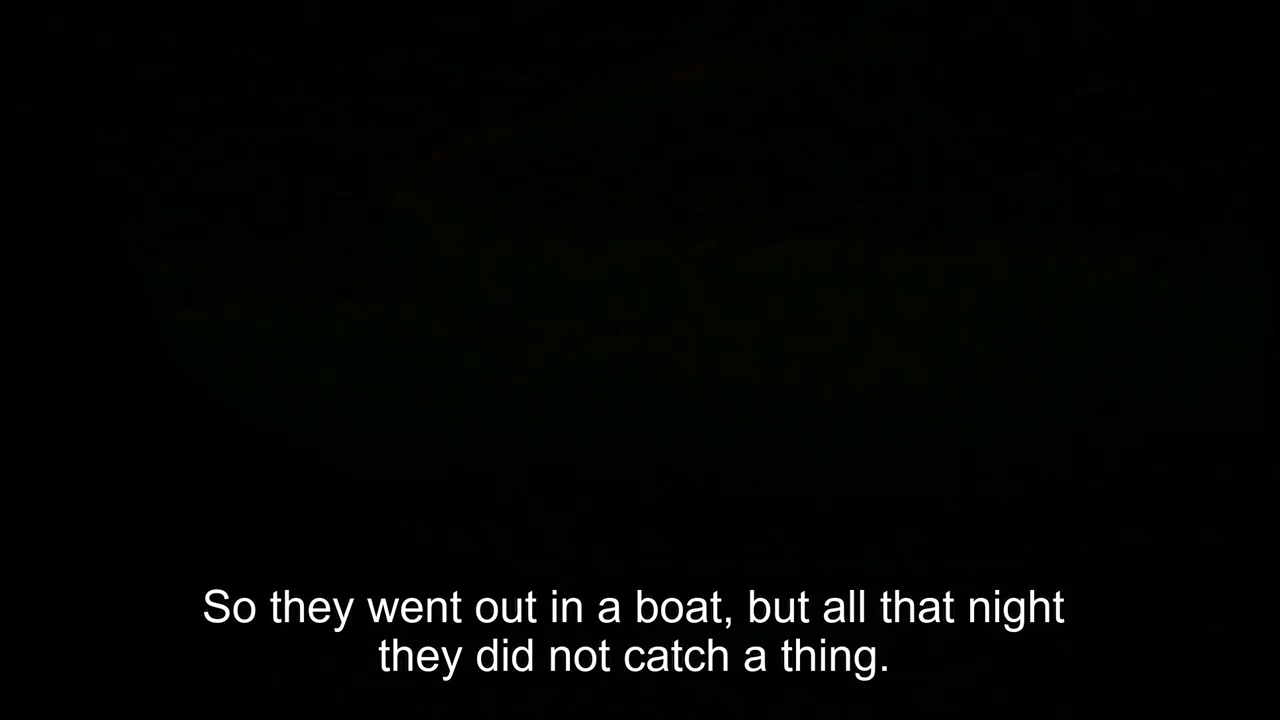 So they went out in a boat, but all that night
they did not catch a thing.